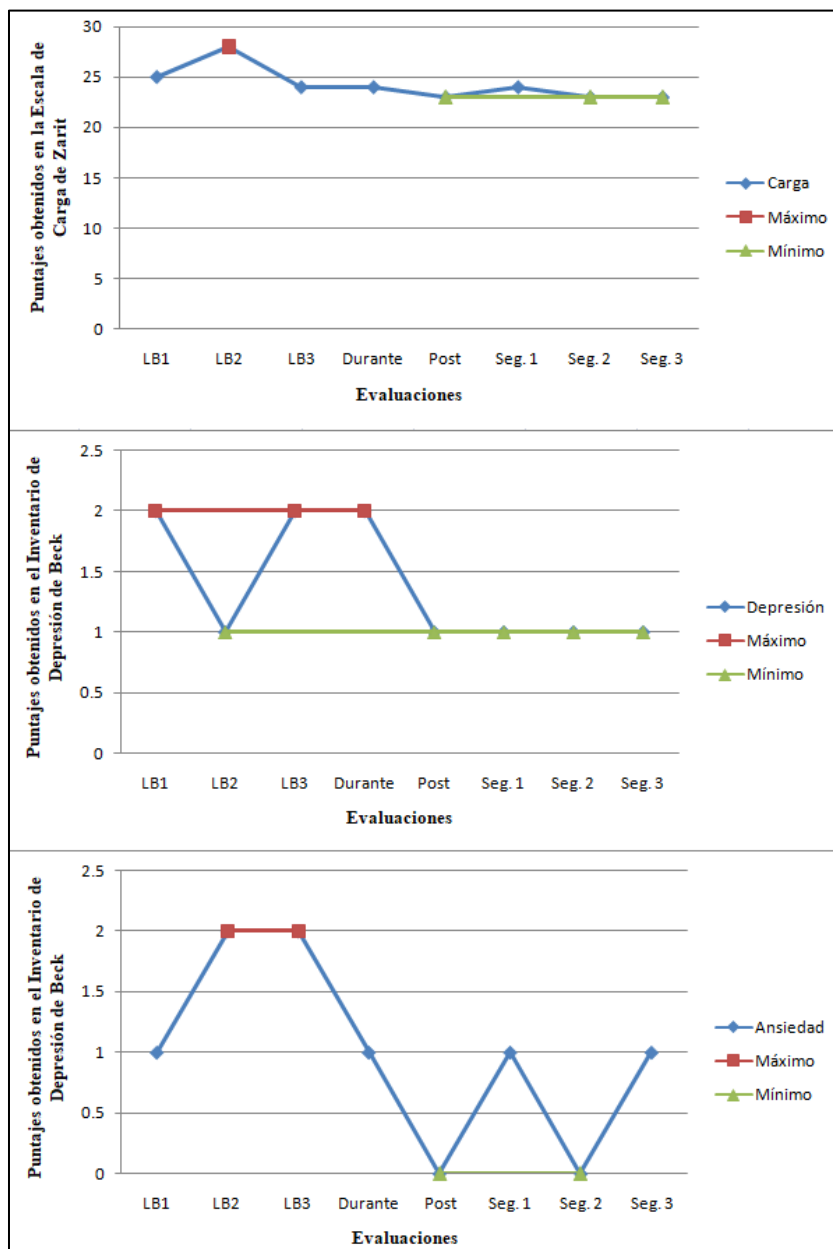 30
25
20
15
10
5
0
Puntajes obtenidos en la Escala de
Carga de Zarit
LB1 LB2 LB3 Durante Post Seg. 1 Seg. 2 Seg. 3
Evaluaciones
Carga
Máximo
Mínimo
2.5
2
1.5
1
0.5
0
Puntajes obtenidos en el Inventario de
Depresión de Beck
LB1 LB2 LB3 Durante Post Seg. 1 Seg. 2 Seg. 3
Evaluaciones
Depresión
Máximo
Mínimo
2.5
2
1.5
1
0.5
0
Puntajes obtenidos en el Inventario de
Depresión de Beck
LB1 LB2 LB3 Durante Post Seg. 1 Seg. 2 Seg. 3
Evaluaciones
Ansiedad
Máximo
Mínimo